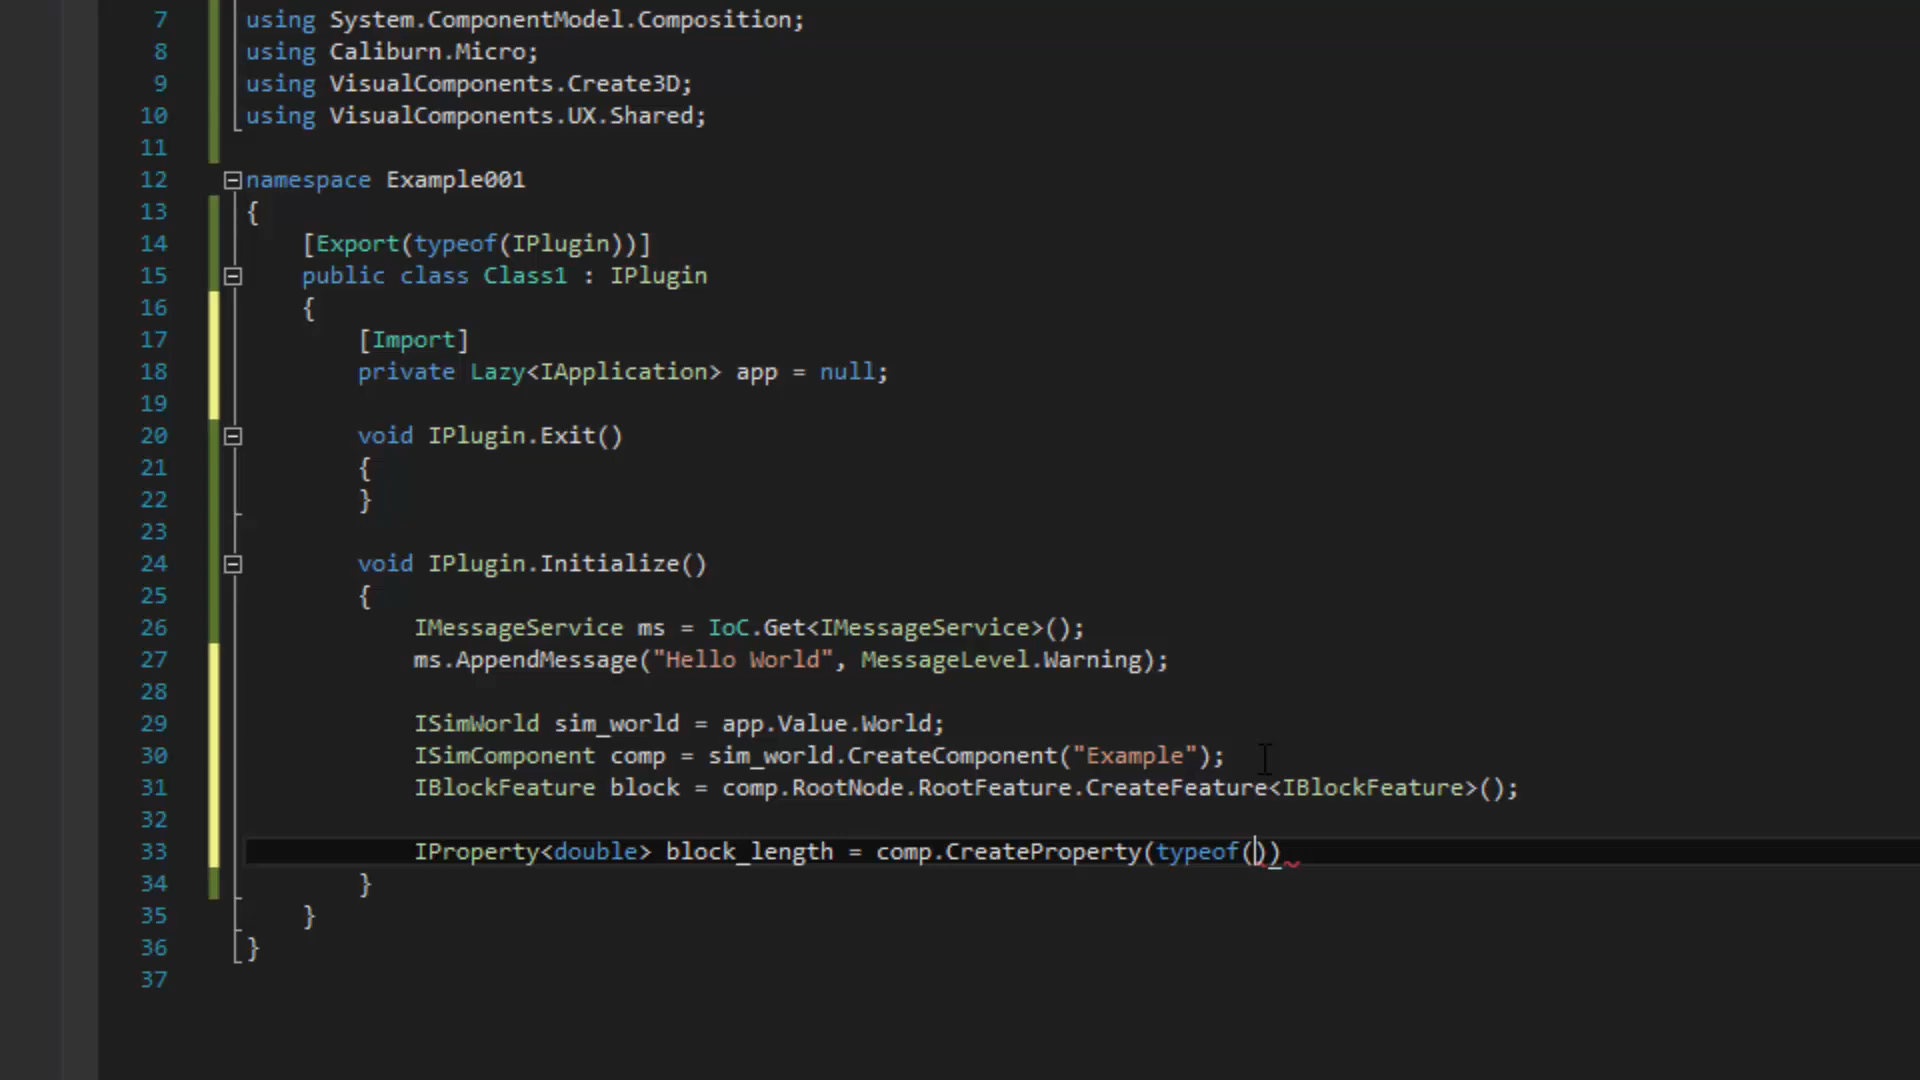 7 using System.ComponentModel.Composition;
8 using Caliburn.Micro;
9 using VisualComponents.Create3D;
10 using VisualComponents.UX.Shared;
11
12 namespace Example001
13 {
14 [Export(typeof(IPlugin))]
15 public class Class1 : IPlugin
16 {
17 [Import]
18 private Lazy<IApplication> app = null;
19
20 void IPlugin.Exit()
21 {
22 }
23
24 void IPlugin.Initialize()
25 {
26 IMessageService ms = IoC.Get<IMessageService>();
27 ms.AppendMessage("Hello World", MessageLevel.Warning);
28
29 ISimWorld sim_world = app.Value.World;
30 ISimComponent comp = sim_world.CreateComponent("Example");
31 IBlockFeature block = comp.RootNode.RootFeature.CreateFeature<IBlockFeature>();
32
33 IProperty<double> block_length = comp.CreateProperty(typeof())
34 }
35 }
36 }
37